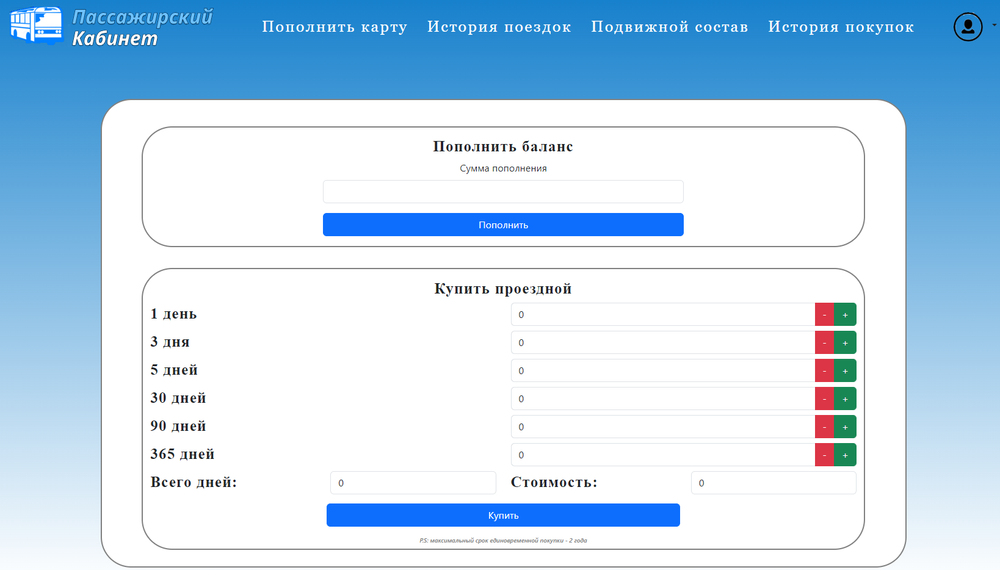 Пассажирский
Кабинет
Пополнить карту История поездок Подвижной состав История покупок
Пополнить баланс
Сумма пополнения
Пополнить
Купить проездной
1 день 0 - +
3 дня 0 - +
5 дней 0 - +
30 дней 0 - +
90 дней 0 - +
365 дней 0 - +
Всего дней: 0 Стоимость: 0
Купить
P.S: максимальный срок единовременной покупки - 2 года